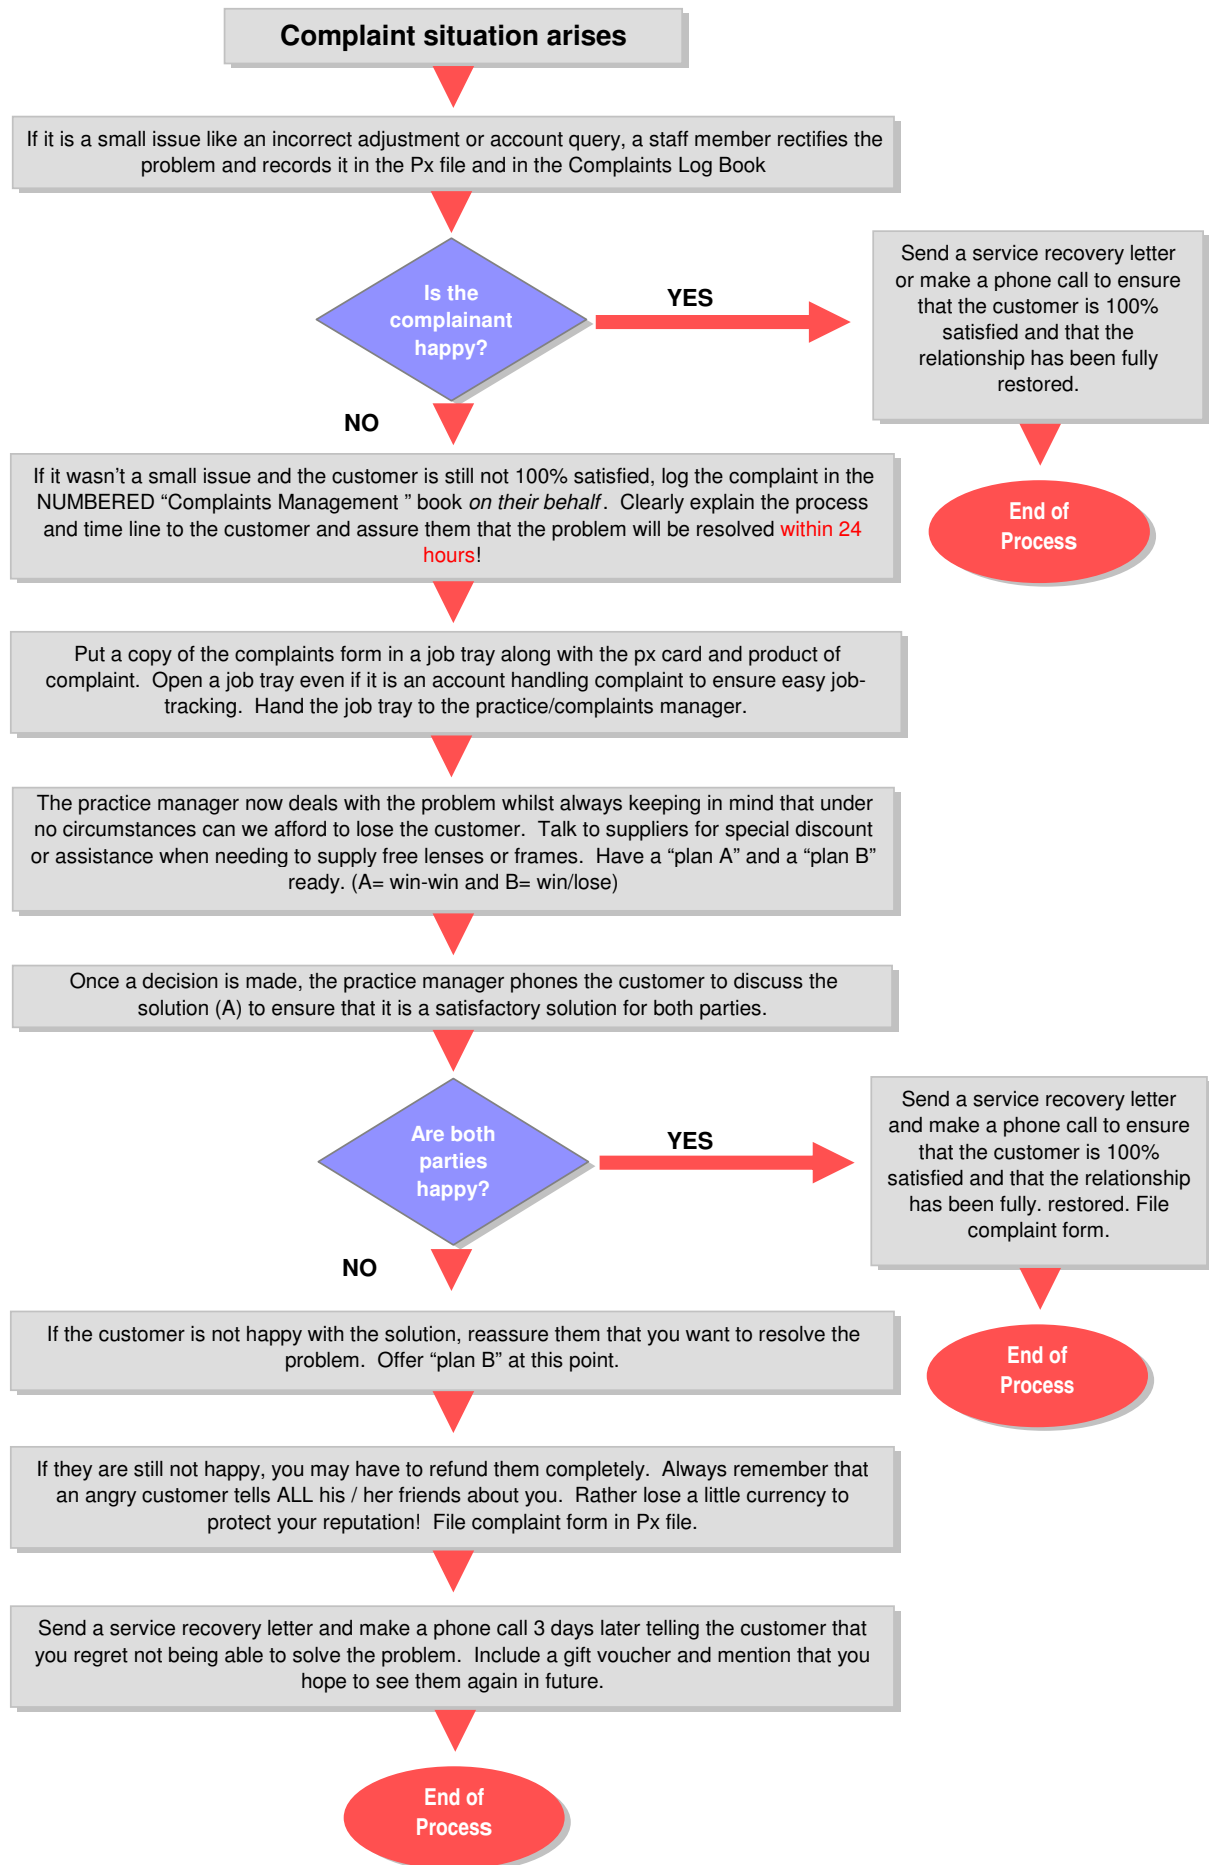 Complaint situation arises
If it is a small issue like an incorrect adjustment or account query, a staff member rectifies the
problem and records it in the Px file and in the Complaints Log Book
Is the
complainant
happy?
YES
Send a service recovery letter
or make a phone call to ensure
that the customer is 100%
satisfied and that the
relationship has been fully
restored.
End of
Process
NO
If it wasn't a small issue and the customer is still not 100% satisfied, log the complaint in the
NUMBERED “Complaints Management ” book on their behalf. Clearly explain the process
and time line to the customer and assure them that the problem will be resolved within 24
hours!
Put a copy of the complaints form in a job tray along with the px card and product of
complaint. Open a job tray even if it is an account handling complaint to ensure easy job-
tracking. Hand the job tray to the practice/complaints manager.
The practice manager now deals with the problem whilst always keeping in mind that under
no circumstances can we afford to lose the customer. Talk to suppliers for special discount
or assistance when needing to supply free lenses or frames. Have a “plan A” and a “plan B”
ready. (A= win-win and B= win/lose)
Once a decision is made, the practice manager phones the customer to discuss the
solution (A) to ensure that it is a satisfactory solution for both parties.
Are both
parties
happy?
YES
Send a service recovery letter
and make a phone call to ensure
that the customer is 100%
satisfied and that the relationship
has been fully. restored. File
complaint form.
End of
Process
NO
If the customer is not happy with the solution, reassure them that you want to resolve the
problem. Offer “plan B” at this point.
If they are still not happy, you may have to refund them completely. Always remember that
an angry customer tells ALL his / her friends about you. Rather lose a little currency to
protect your reputation! File complaint form in Px file.
Send a service recovery letter and make a phone call 3 days later telling the customer that
you regret not being able to solve the problem. Include a gift voucher and mention that you
hope to see them again in future.
End of
Process